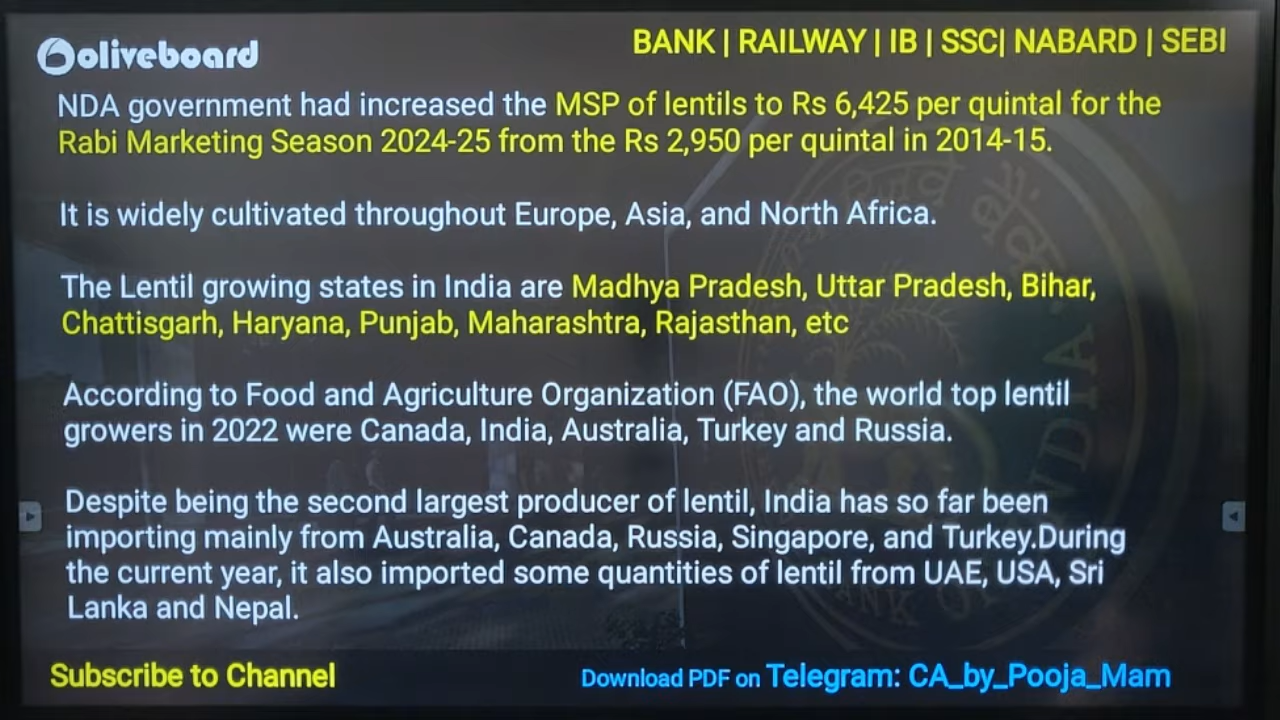 oliveboard
BANK | RAILWAY | IB | SSC| NABARD | SEBI
NDA government had increased the MSP of lentils to Rs 6,425 per quintal for the
Rabi Marketing Season 2024-25 from the Rs 2,950 per quintal in 2014-15.
It is widely cultivated throughout Europe, Asia, and North Africa.
The Lentil growing states in India are Madhya Pradesh, Uttar Pradesh, Bihar,
Chattisgarh, Haryana, Punjab, Maharashtra, Rajasthan, etc
According to Food and Agriculture Organization (FAO), the world top lentil
growers in 2022 were Canada, India, Australia, Turkey and Russia.
Despite being the second largest producer of lentil, India has so far been
importing mainly from Australia, Canada, Russia, Singapore, and Turkey.During
the current year, it also imported some quantities of lentil from UAE, USA, Sri
Lanka and Nepal.
Subscribe to Channel
Download PDF on Telegram: CA_by_Pooja_Mam